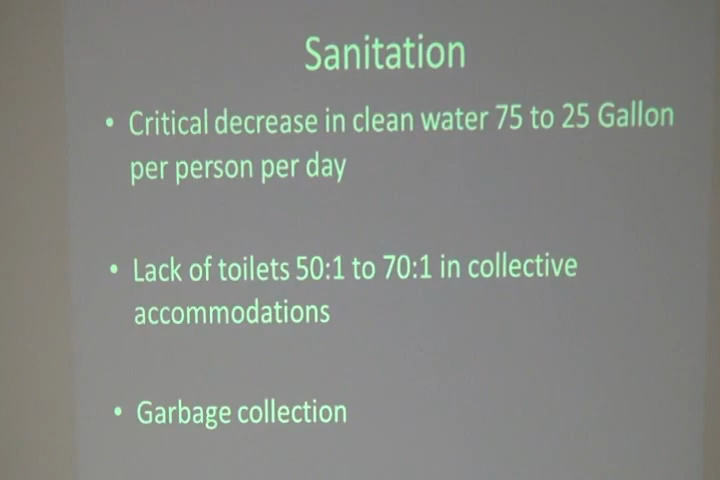 Sanitation
• Critical decrease in clean water 75 to 25 Gallon
per person per day
• Lack of toilets 50:1 to 70:1 in collective
accommodations
• Garbage collection